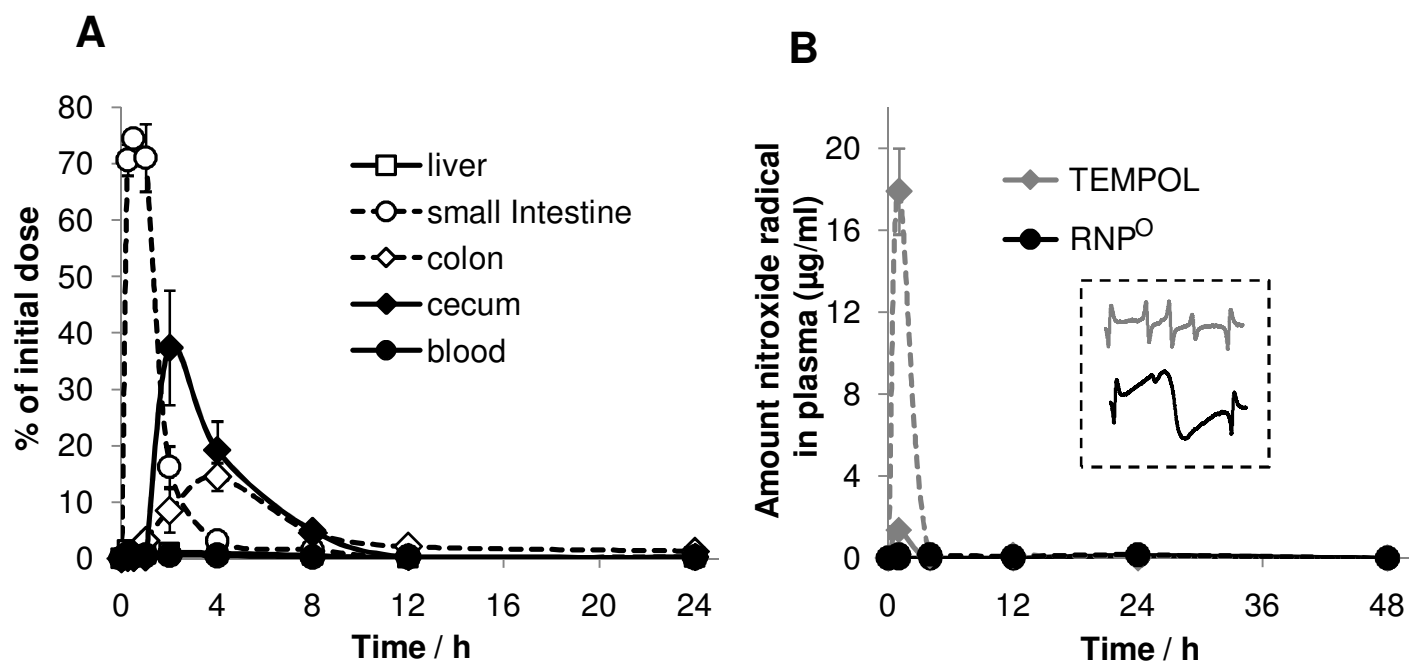 A
B
80
70
60
50
40
30
20
10
0
% of initial dose
liver
small Intestine
colon
cecum
blood
0
4
8
12
16
20
24
Time / h
20
16
12
8
4
0
Amount nitroxide radical
in plasma (µg/ml)
TEMPOL
RNP^O
0
12
24
36
48
Time / h